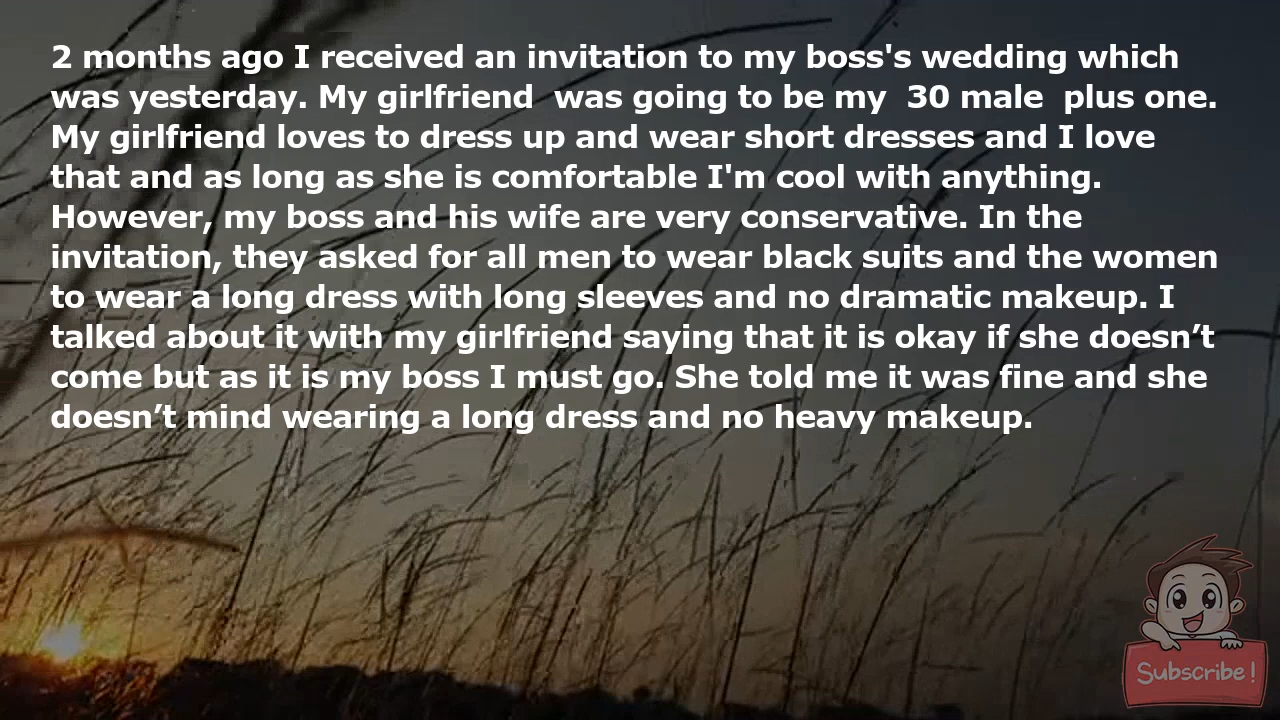 2 months ago I received an invitation to my boss's wedding which
was yesterday. My girlfriend  was going to be my  30 male  plus one.
My girlfriend loves to dress up and wear short dresses and I love
that and as long as she is comfortable I'm cool with anything.
However, my boss and his wife are very conservative. In the
invitation, they asked for all men to wear black suits and the women
to wear a long dress with long sleeves and no dramatic makeup. I
talked about it with my girlfriend saying that it is okay if she doesn’t
come but as it is my boss I must go. She told me it was fine and she
doesn’t mind wearing a long dress and no heavy makeup.
Subscribe!